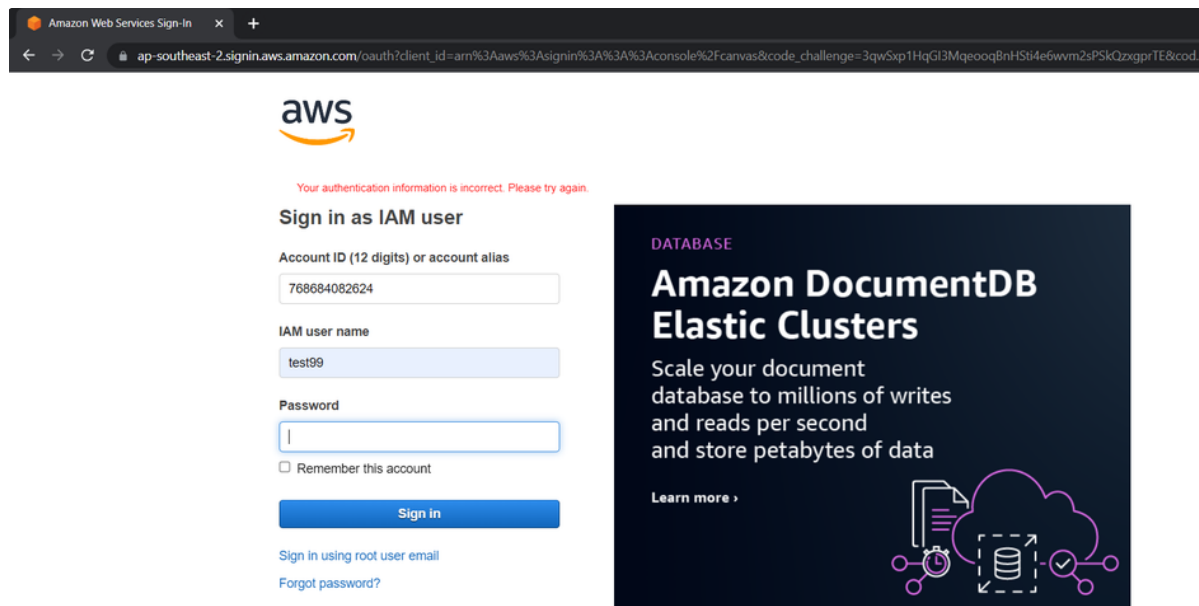 Amazon Web Services Sign-In
ap-southeast-2.signin.aws.amazon.com/oauth?client_id=arn%3Aaws%3Asignin%3A%3A%3Aconsole%2Fcanvas&code_challenge=3qwSxp1HqGI3MqeooqBnHSti4e6wvm2sPSkQzxgprTE&cod...
aws
Your authentication information is incorrect. Please try again.
Sign in as IAM user
Account ID (12 digits) or account alias
768684082624
IAM user name
test99
Password
Remember this account
Sign in
Sign in using root user email
Forgot password?
DATABASE
Amazon DocumentDB
Elastic Clusters
Scale your document
database to millions of writes
and reads per second
and store petabytes of data
Learn more ›